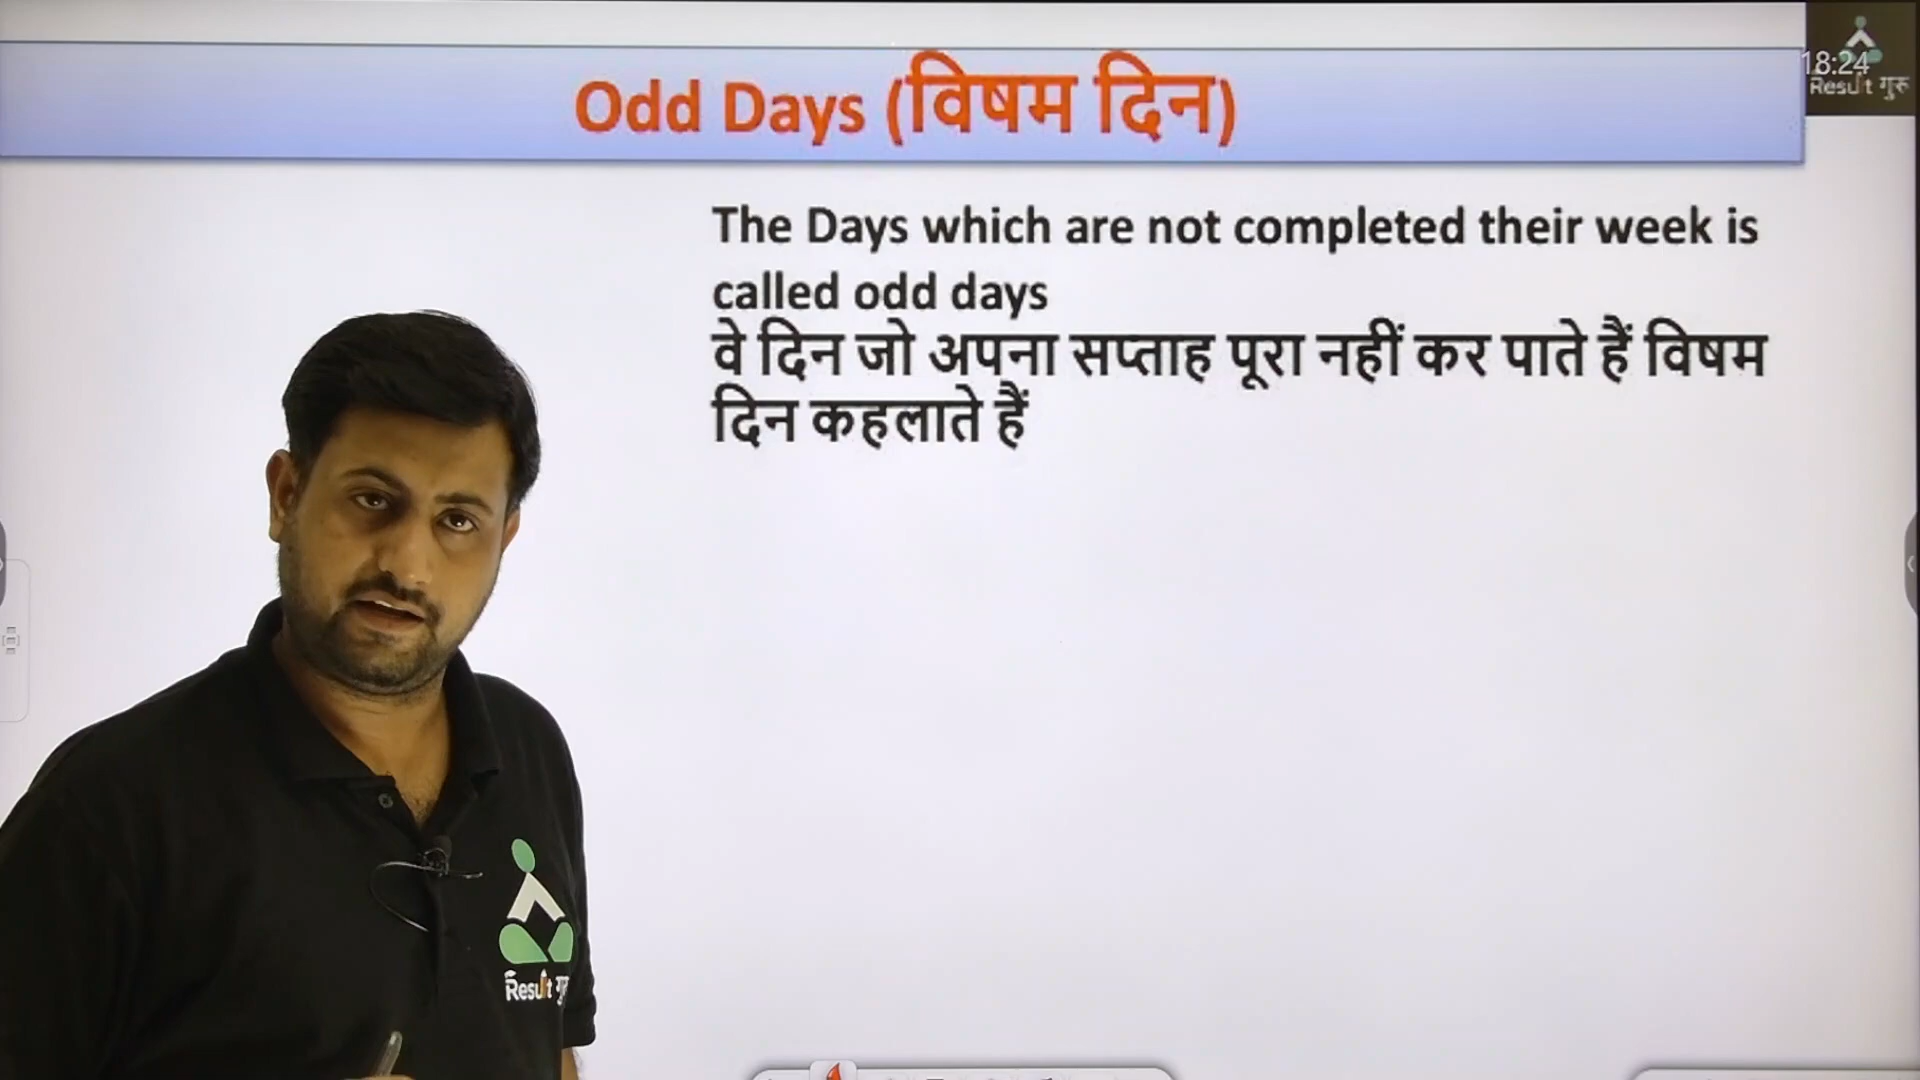 Odd Days (विषम दिन)
18:24
Result गुरु
The Days which are not completed their week is
called odd days
वे दिन जो अपना सप्ताह पूरा नहीं कर पाते हैं विषम
दिन कहलाते हैं
Result गुरु